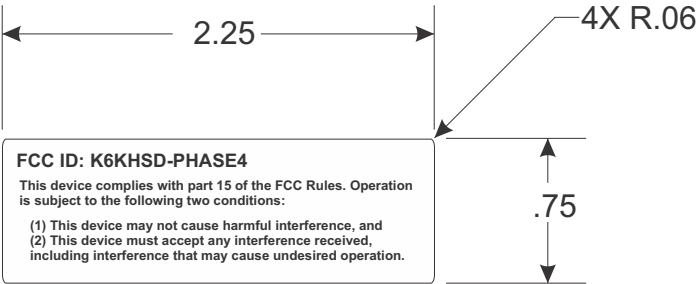 2.25
4X R.06
FCC ID: K6KHSD-PHASE4
This device complies with part 15 of the FCC Rules. Operation
is subject to the following two conditions:
(1) This device may not cause harmful interference, and
(2) This device must accept any interference received,
including interference that may cause undesired operation.
.75